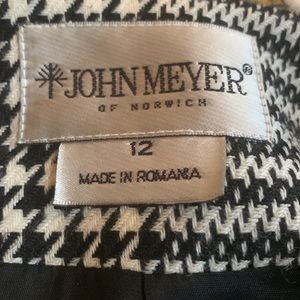 JOHN MEYER®
OF NORWICH
12
MADE IN ROMANIA